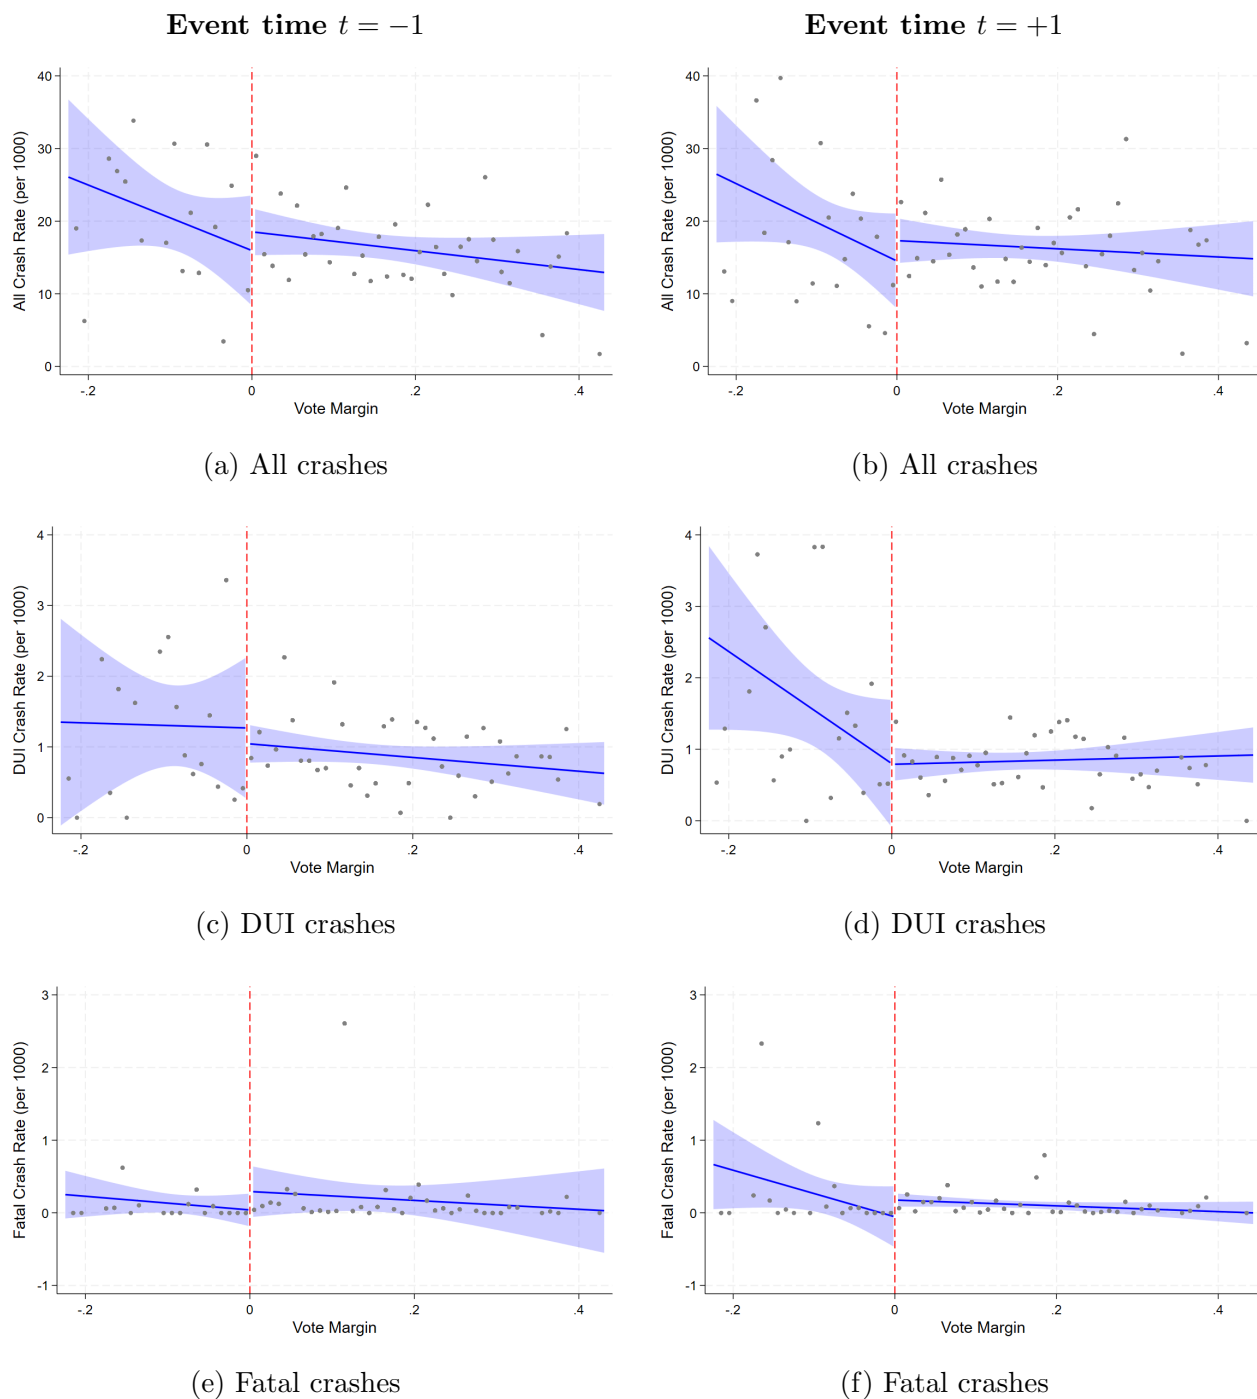 Event time t = −1
Event time t = +1
All Crash Rate (per 1000)
40
30
20
10
0
-.2
0
.2
.4
Vote Margin
(a) All crashes
All Crash Rate (per 1000)
40
30
20
10
0
-.2
0
.2
.4
Vote Margin
(b) All crashes
DUI Crash Rate (per 1000)
4
3
2
1
0
-.2
0
.2
.4
Vote Margin
(c) DUI crashes
DUI Crash Rate (per 1000)
4
3
2
1
0
-.2
0
.2
.4
Vote Margin
(d) DUI crashes
Fatal Crash Rate (per 1000)
3
2
1
0
-1
-.2
0
.2
.4
Vote Margin
(e) Fatal crashes
Fatal Crash Rate (per 1000)
3
2
1
0
-1
-.2
0
.2
.4
Vote Margin
(f) Fatal crashes